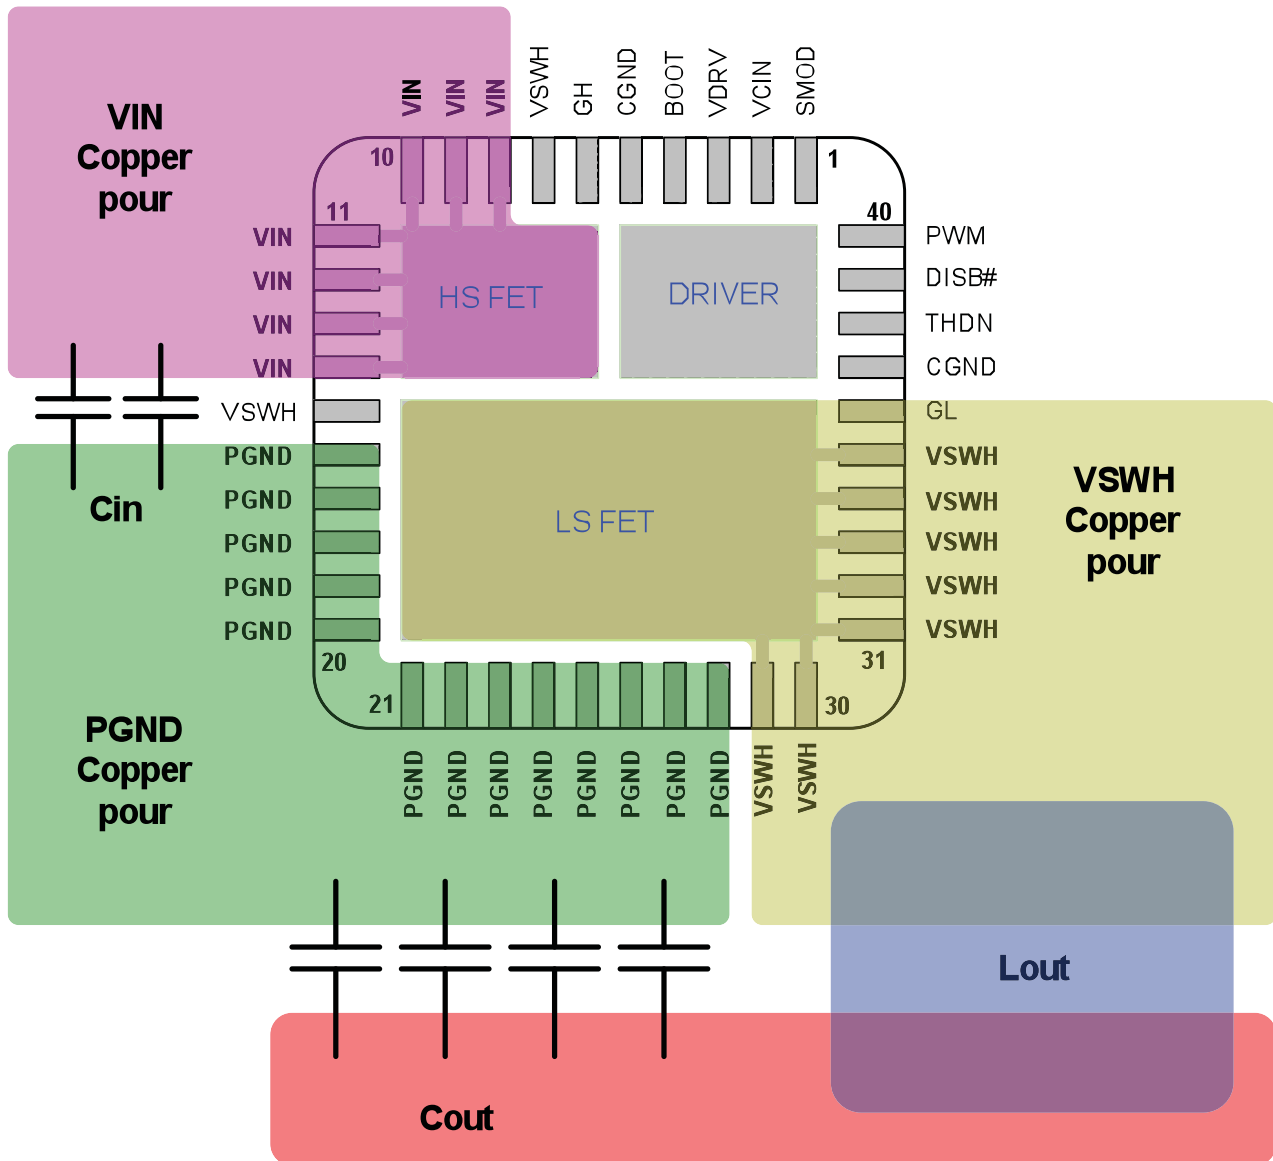 VIN
Copper
pour
VIN
VIN
VIN
VSWH
GH
CGND
BOOT
VDRV
VCIN
SMOD
10
1
11
40
VIN
VIN
VIN
VIN
VSWH
PGND
PGND
PGND
PGND
PGND
HS FET
DRIVER
LS FET
PWM
DISB#
THDN
CGND
GL
VSWH
VSWH
VSWH
VSWH
VSWH
VSWH
Copper
pour
Cin
20
31
21
30
PGND
PGND
PGND
PGND
PGND
PGND
PGND
PGND
VSWH
VSWH
PGND
Copper
pour
Lout
Cout